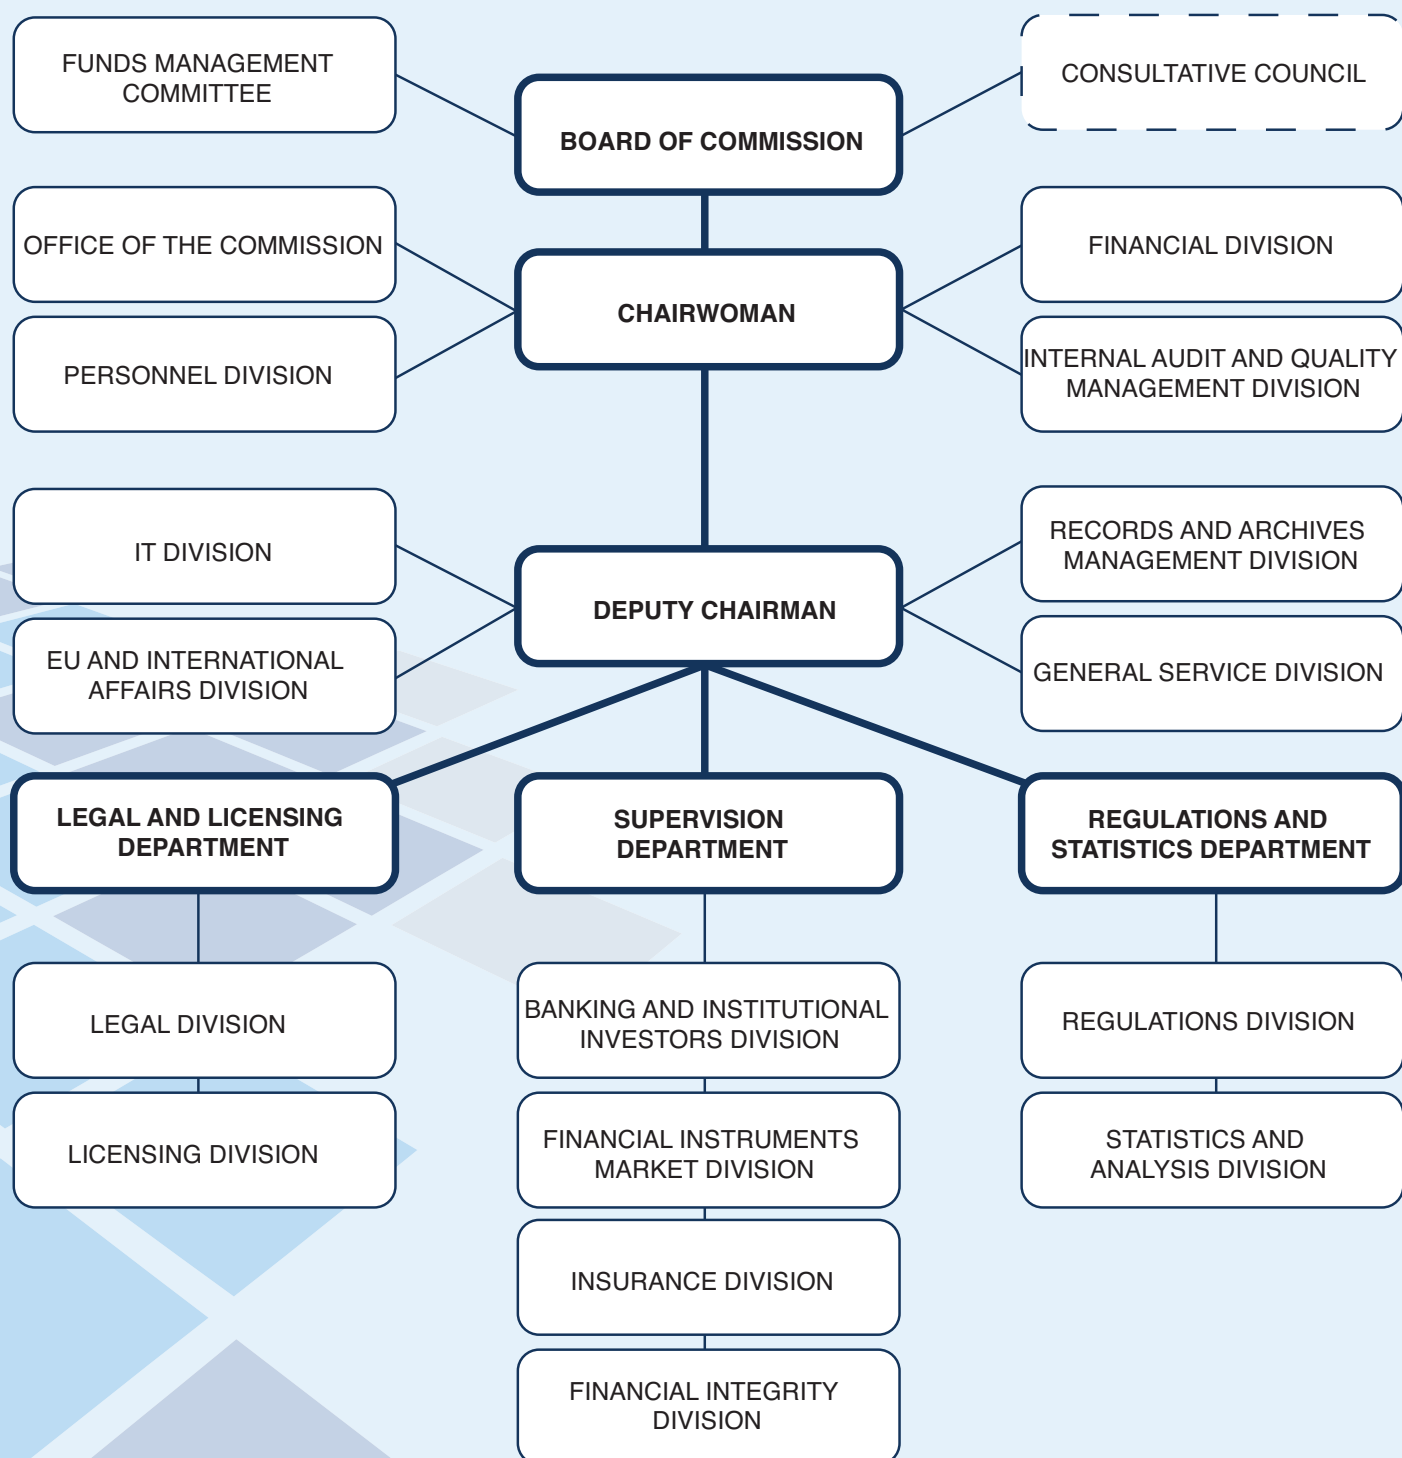 FUNDS MANAGEMENT
COMMITTEE
CONSULTATIVE COUNCIL
BOARD OF COMMISSION
OFFICE OF THE COMMISSION
FINANCIAL DIVISION
CHAIRWOMAN
PERSONNEL DIVISION
INTERNAL AUDIT AND QUALITY
MANAGEMENT DIVISION
IT DIVISION
RECORDS AND ARCHIVES
MANAGEMENT DIVISION
DEPUTY CHAIRMAN
EU AND INTERNATIONAL
AFFAIRS DIVISION
GENERAL SERVICE DIVISION
LEGAL AND LICENSING
DEPARTMENT
SUPERVISION
DEPARTMENT
REGULATIONS AND
STATISTICS DEPARTMENT
LEGAL DIVISION
LICENSING DIVISION
BANKING AND INSTITUTIONAL
INVESTORS DIVISION
FINANCIAL INSTRUMENTS
MARKET DIVISION
INSURANCE DIVISION
FINANCIAL INTEGRITY
DIVISION
REGULATIONS DIVISION
STATISTICS AND
ANALYSIS DIVISION